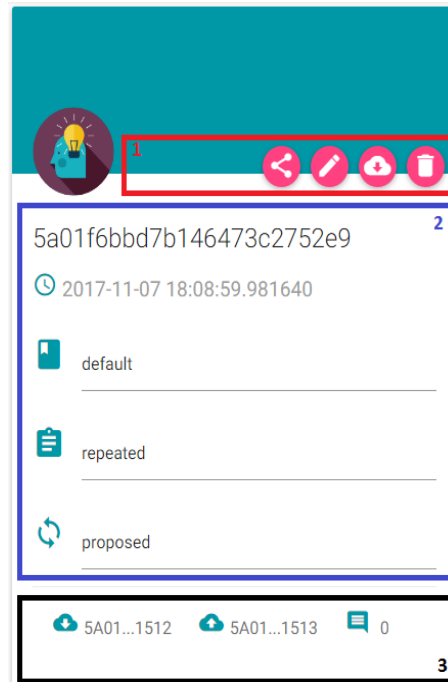 1
2
5a01f6bbd7b146473c2752e9
2017-11-07 18:08:59.981640
default
repeated
proposed
5A01...1512 5A01...1513 0
3